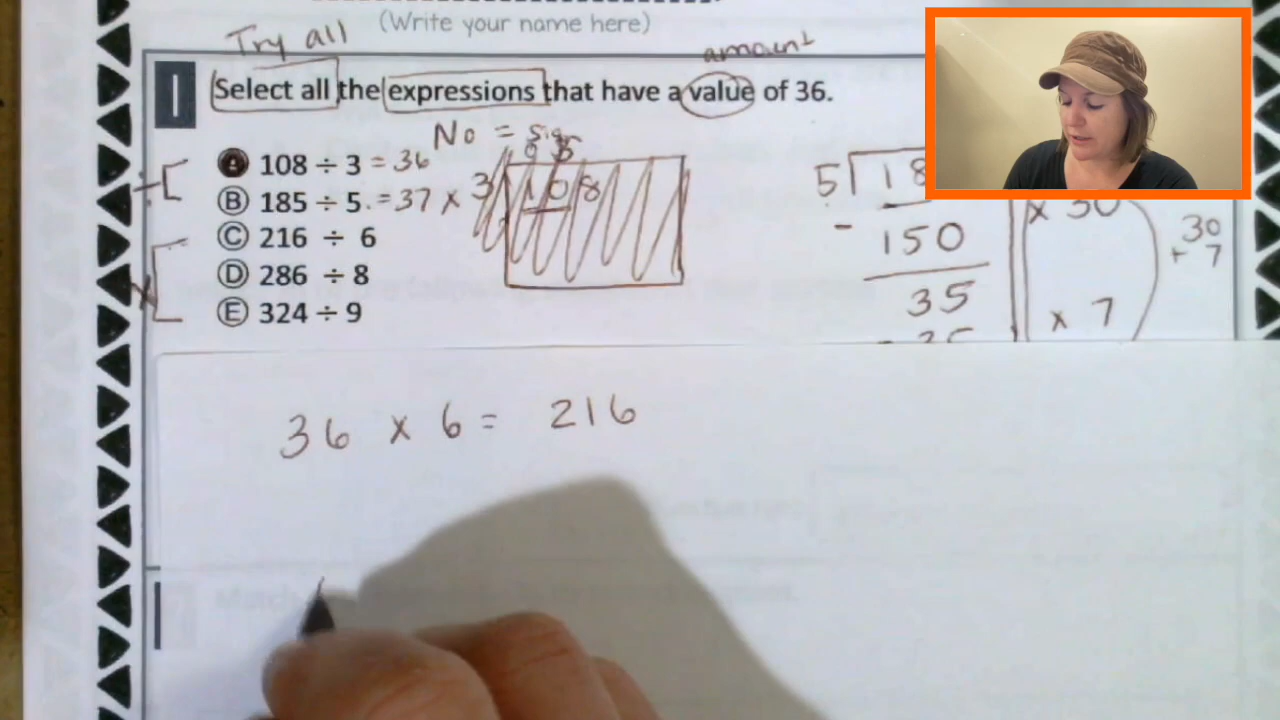 (Write your name here)
Try all
amount
1 Select all the expressions that have a value of 36.
No = sign
Ⓐ 108 ÷ 3 = 36
÷
Ⓑ 185 ÷ 5. = 37 ×
3 108
Ⓒ 216 ÷ 6
Ⓓ 286 ÷ 8
×
Ⓔ 324 ÷ 9
5 18
- 150
x 30
35
x 7
30
+ 7
36 x 6 = 216